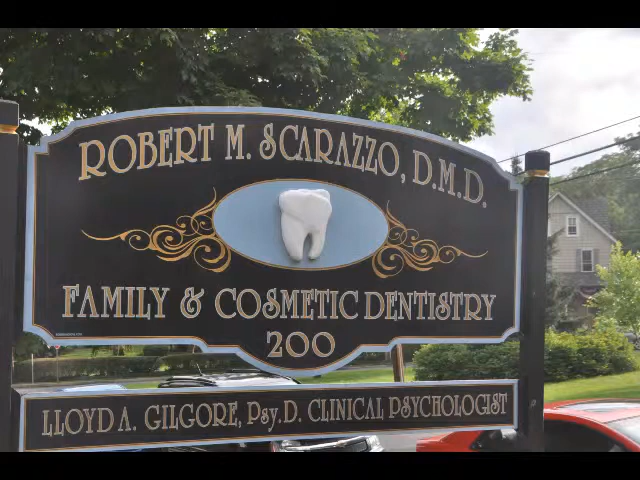 ROBERT M. SCARAZZO, D.M.D.
FAMILY & COSMETIC DENTISTRY
200
LLOYD A. GILGORE, Psy.D. CLINICAL PSYCHOLOGIST